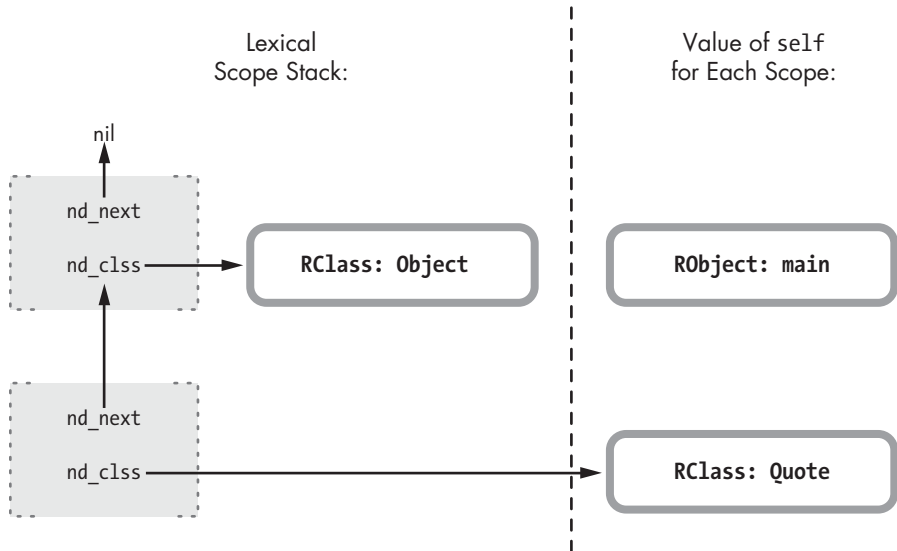 Lexical
Scope Stack:
Value of self
for Each Scope:
nil
nd_next
nd_clss
RClass: Object
RObject: main
nd_next
nd_clss
RClass: Quote